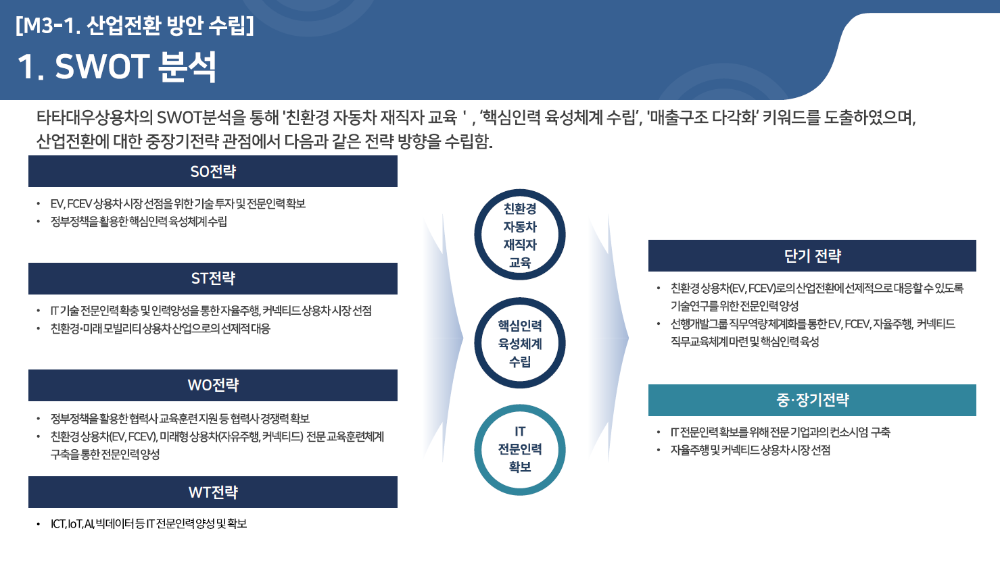 [M3-1. 산업전환 방안 수립]
1. SWOT 분석
타타대우상용차의 SWOT분석을 통해 '친환경 자동차 재직자 교육 ' , ‘핵심인력 육성체계 수립’, '매출구조 다각화‘ 키워드를 도출하였으며,
산업전환에 대한 중장기전략 관점에서 다음과 같은 전략 방향을 수립함.
SO전략
• EV, FCEV 상용차 시장 선점을 위한 기술 투자 및 전문인력 확보
• 정부정책을 활용한 핵심인력 육성체계 수립
ST전략
• IT 기술 전문인력 확충 및 인력양성을 통한 자율주행, 커넥티드 상용차 시장 선점
• 친환경·미래 모빌리티 상용차 산업으로의 선제적 대응
WO전략
• 정부정책을 활용한 협력사 교육훈련 지원 등 협력사 경쟁력 확보
• 친환경 상용차(EV, FCEV), 미래형 상용차(자유주행, 커넥티드) 전문 교육훈련체계
구축을 통한 전문인력 양성
WT전략
• ICT, IoT, AI, 빅데이터 등 IT 전문인력 양성 및 확보
친환경
자동차
재직자
교육
핵심인력
육성체계
수립
IT
전문인력
확보
단기 전략
• 친환경 상용차(EV, FCEV)로의 산업전환에 선제적으로 대응할 수 있도록
기술연구를 위한 전문인력 양성
• 선행개발그룹 직무역량 체계화를 통한 EV, FCEV, 자율주행, 커넥티드
직무교육체계 마련 및 핵심인력 육성
중·장기전략
• IT 전문인력 확보를 위해 전문 기업과의 컨소시엄 구축
• 자율주행 및 커넥티드 상용차 시장 선점